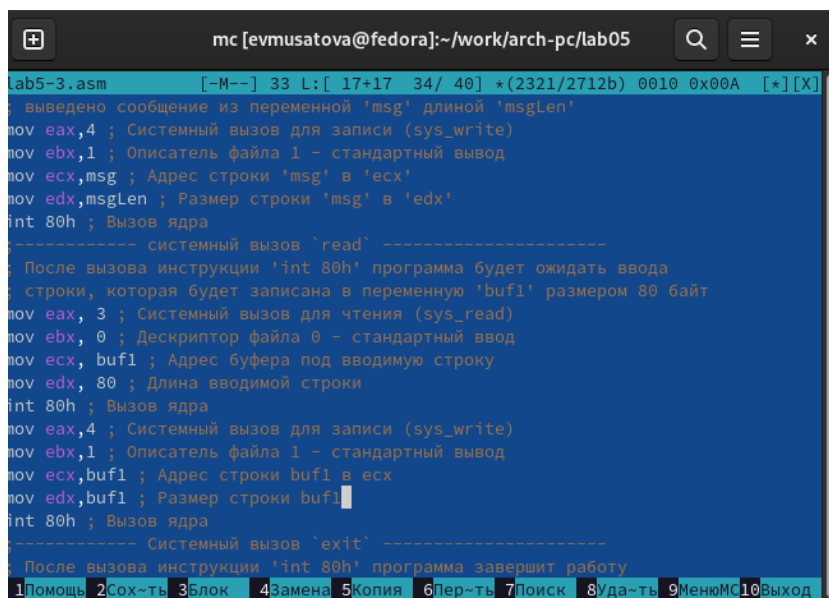 mc [evmusatova@fedora]:~/work/arch-pc/lab05
lab5-3.asm [-M--] 33 L:[ 17+17 34/ 40] *(2321/2712b) 0010 0x00A [*][X]
; выведено сообщение из переменной 'msg' длиной 'msgLen'
mov eax,4 ; Системный вызов для записи (sys_write)
mov ebx,1 ; Описатель файла 1 - стандартный вывод
mov ecx,msg ; Адрес строки 'msg' в 'ecx'
mov edx,msgLen ; Размер строки 'msg' в 'edx'
int 80h ; Вызов ядра
;------------ системный вызов `read` ----------------------
; После вызова инструкции 'int 80h' программа будет ожидать ввода
; строки, которая будет записана в переменную 'buf1' размером 80 байт
mov eax, 3 ; Системный вызов для чтения (sys_read)
mov ebx, 0 ; Дескриптор файла 0 - стандартный ввод
mov ecx, buf1 ; Адрес буфера под вводимую строку
mov edx, 80 ; Длина вводимой строки
int 80h ; Вызов ядра
mov eax,4 ; Системный вызов для записи (sys_write)
mov ebx,1 ; Описатель файла 1 - стандартный вывод
mov ecx,buf1 ; Адрес строки buf1 в ecx
mov edx,buf1 ; Размер строки buf1
int 80h ; Вызов ядра
;------------ Системный вызов `exit` ----------------------
; После вызова инструкции 'int 80h' программа завершит работу
1Помощь 2Сох~ть 3Блок 4Замена 5Копия 6Пер~ть 7Поиск 8Уда~ть 9МенюMC 10Выход